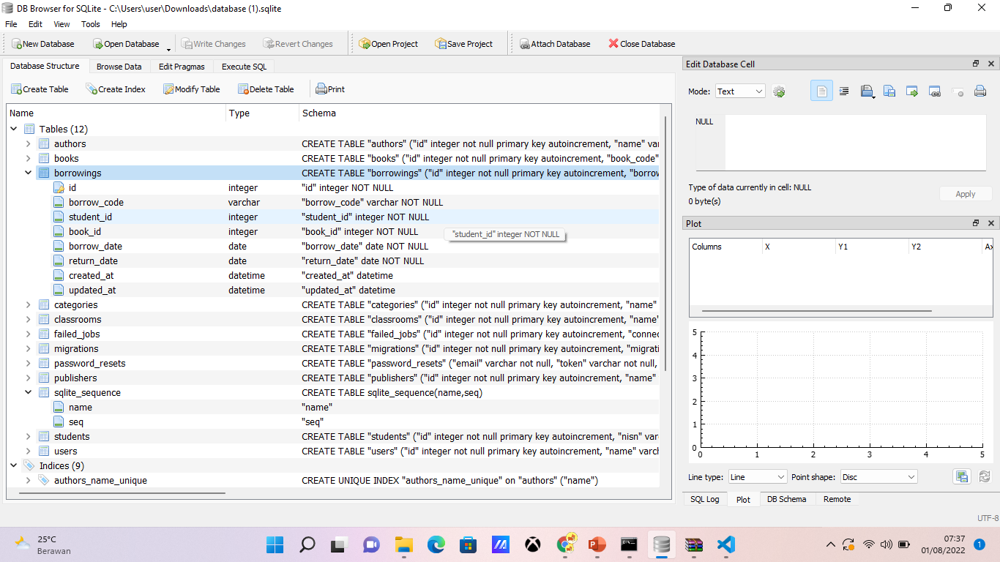 DB Browser for SQLite - C:\Users\user\Downloads\database (1).sqlite
File Edit View Tools Help
New Database Open Database Write Changes Revert Changes Open Project Save Project Attach Database Close Database
Database Structure Browse Data Edit Pragmas Execute SQL
Create Table Create Index Modify Table Delete Table Print
Name Type Schema
Tables (12)
authors CREATE TABLE "authors" ("id" integer not null primary key autoincrement, "name" var
books CREATE TABLE "books" ("id" integer not null primary key autoincrement, "book_code"
borrowings CREATE TABLE "borrowings" ("id" integer not null primary key autoincrement, "borrow
id integer "id" integer NOT NULL
borrow_code varchar "borrow_code" varchar NOT NULL
student_id integer "student_id" integer NOT NULL
book_id integer "book_id" integer NOT NULL
"student_id" integer NOT NULL
borrow_date date "borrow_date" date NOT NULL
return_date date "return_date" date NOT NULL
created_at datetime "created_at" datetime
updated_at datetime "updated_at" datetime
categories CREATE TABLE "categories" ("id" integer not null primary key autoincrement, "name"
classrooms CREATE TABLE "classrooms" ("id" integer not null primary key autoincrement, "name"
failed_jobs CREATE TABLE "failed_jobs" ("id" integer not null primary key autoincrement, "connec
migrations CREATE TABLE "migrations" ("id" integer not null primary key autoincrement, "migrati
password_resets CREATE TABLE "password_resets" ("email" varchar not null, "token" varchar not null,
publishers CREATE TABLE "publishers" ("id" integer not null primary key autoincrement, "name"
sqlite_sequence CREATE TABLE sqlite_sequence(name,seq)
name "name"
seq "seq"
students CREATE TABLE "students" ("id" integer not null primary key autoincrement, "nisn" varc
users CREATE TABLE "users" ("id" integer not null primary key autoincrement, "name" varch
Indices (9)
authors_name_unique CREATE UNIQUE INDEX "authors_name_unique" on "authors" ("name")
Edit Database Cell
Mode: Text
NULL
Type of data currently in cell: NULL
0 byte(s)
Apply
Plot
Columns X Y1 Y2 Ax
5
4
3
2
1
0
0 1 2 3 4 5
Line type: Line Point shape: Disc
SQL Log Plot DB Schema Remote
UTF-8
25°C
Berawan
07:37
01/08/2022
1